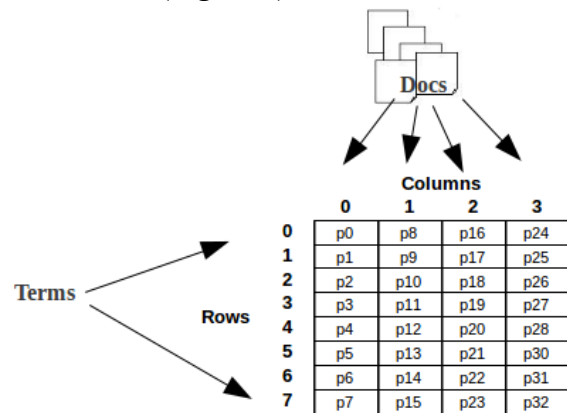 Docs
Columns
0 1 2 3
0 p0 p8 p16 p24
1 p1 p9 p17 p25
2 p2 p10 p18 p26
Terms
3 p3 p11 p19 p27
Rows
4 p4 p12 p20 p28
5 p5 p13 p21 p30
6 p6 p14 p22 p31
7 p7 p15 p23 p32